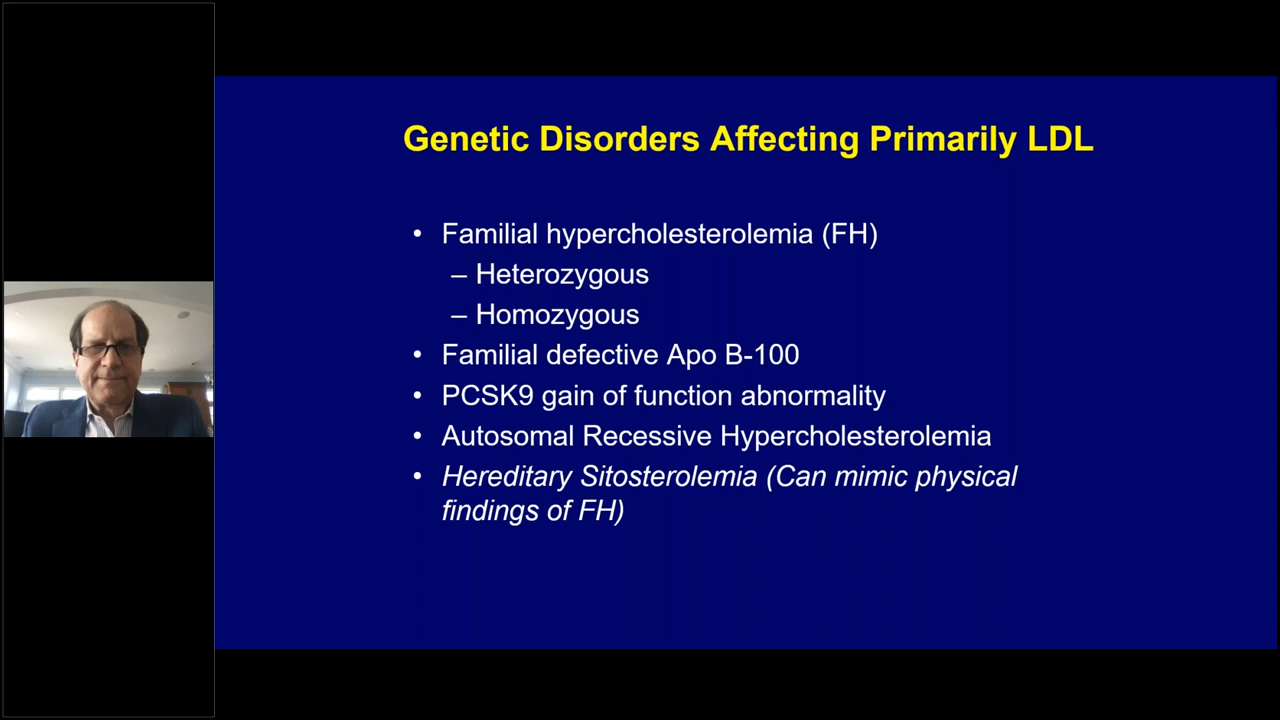 Genetic Disorders Affecting Primarily LDL
• Familial hypercholesterolemia (FH)
– Heterozygous
– Homozygous
• Familial defective Apo B-100
• PCSK9 gain of function abnormality
• Autosomal Recessive Hypercholesterolemia
• Hereditary Sitosterolemia (Can mimic physical
findings of FH)